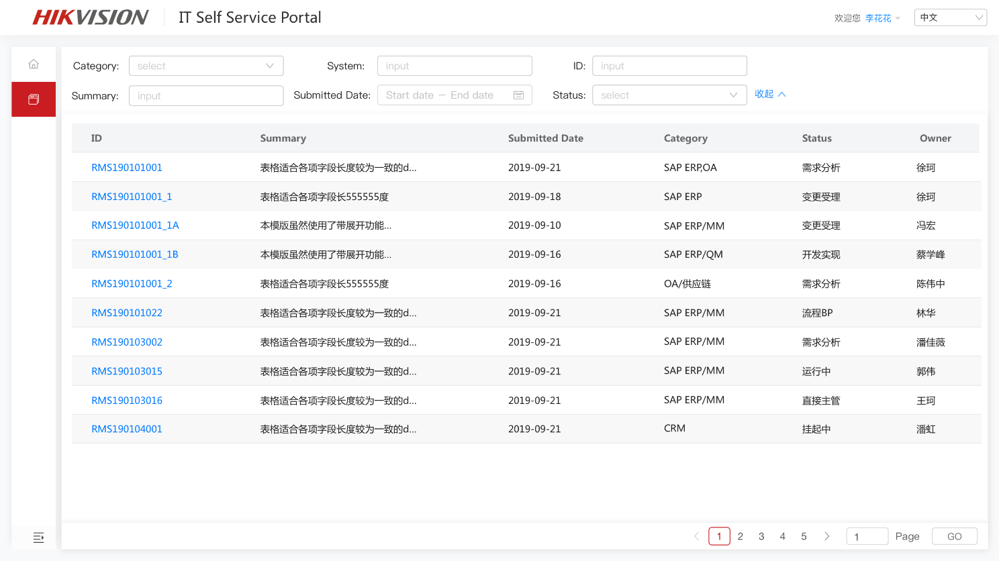 HIKVISION IT Self Service Portal 欢迎您 李花花 中文
Category: select System: input ID: input
Summary: input Submitted Date: Start date — End date Status: select 收起
ID Summary Submitted Date Category Status Owner
RMS190101001 表格适合各项字段长度较为一致的d... 2019-09-21 SAP ERP,OA 需求分析 徐珂
RMS190101001_1 表格适合各项字段长555555度 2019-09-18 SAP ERP 变更受理 徐珂
RMS190101001_1A 本模版虽然使用了带展开功能... 2019-09-10 SAP ERP/MM 变更受理 冯宏
RMS190101001_1B 本模版虽然使用了带展开功能... 2019-09-16 SAP ERP/QM 开发实现 蔡学峰
RMS190101001_2 表格适合各项字段长555555度 2019-09-16 OA/供应链 需求分析 陈伟中
RMS190101022 表格适合各项字段长度较为一致的d... 2019-09-21 SAP ERP/MM 流程BP 林华
RMS190103002 表格适合各项字段长度较为一致的d... 2019-09-21 SAP ERP/MM 需求分析 潘佳薇
RMS190103015 表格适合各项字段长度较为一致的d... 2019-09-21 SAP ERP/MM 运行中 郭伟
RMS190103016 表格适合各项字段长度较为一致的d... 2019-09-21 SAP ERP/MM 直接主管 王珂
RMS190104001 表格适合各项字段长度较为一致的d... 2019-09-21 CRM 挂起中 潘虹
1 2 3 4 5 1 Page GO